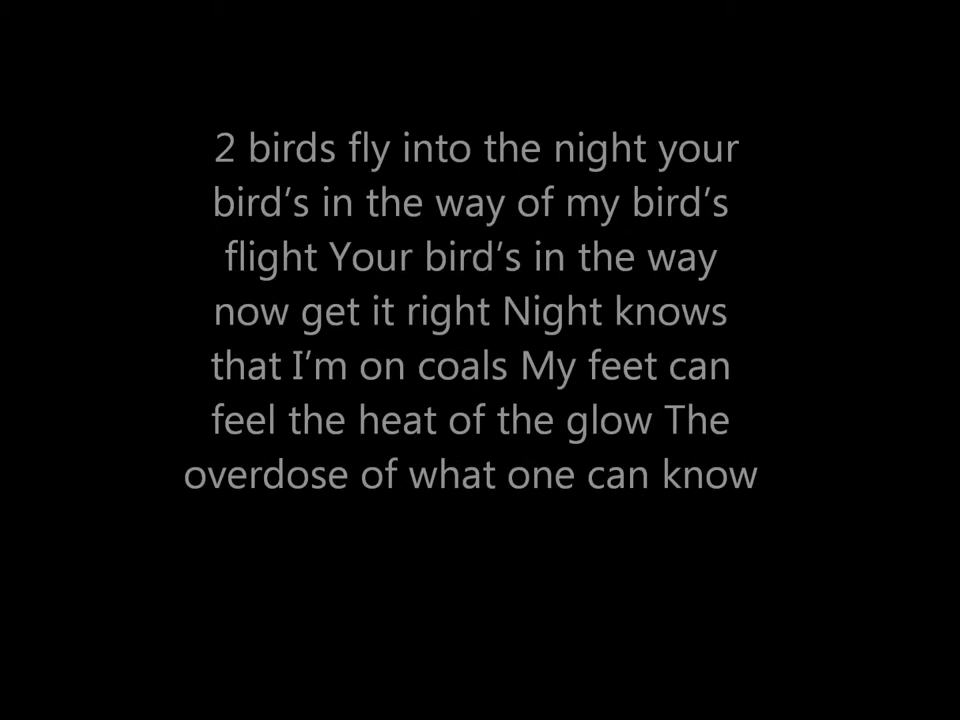 2 birds fly into the night your
bird’s in the way of my bird’s
flight Your bird’s in the way
now get it right Night knows
that I’m on coals My feet can
feel the heat of the glow The
overdose of what one can know